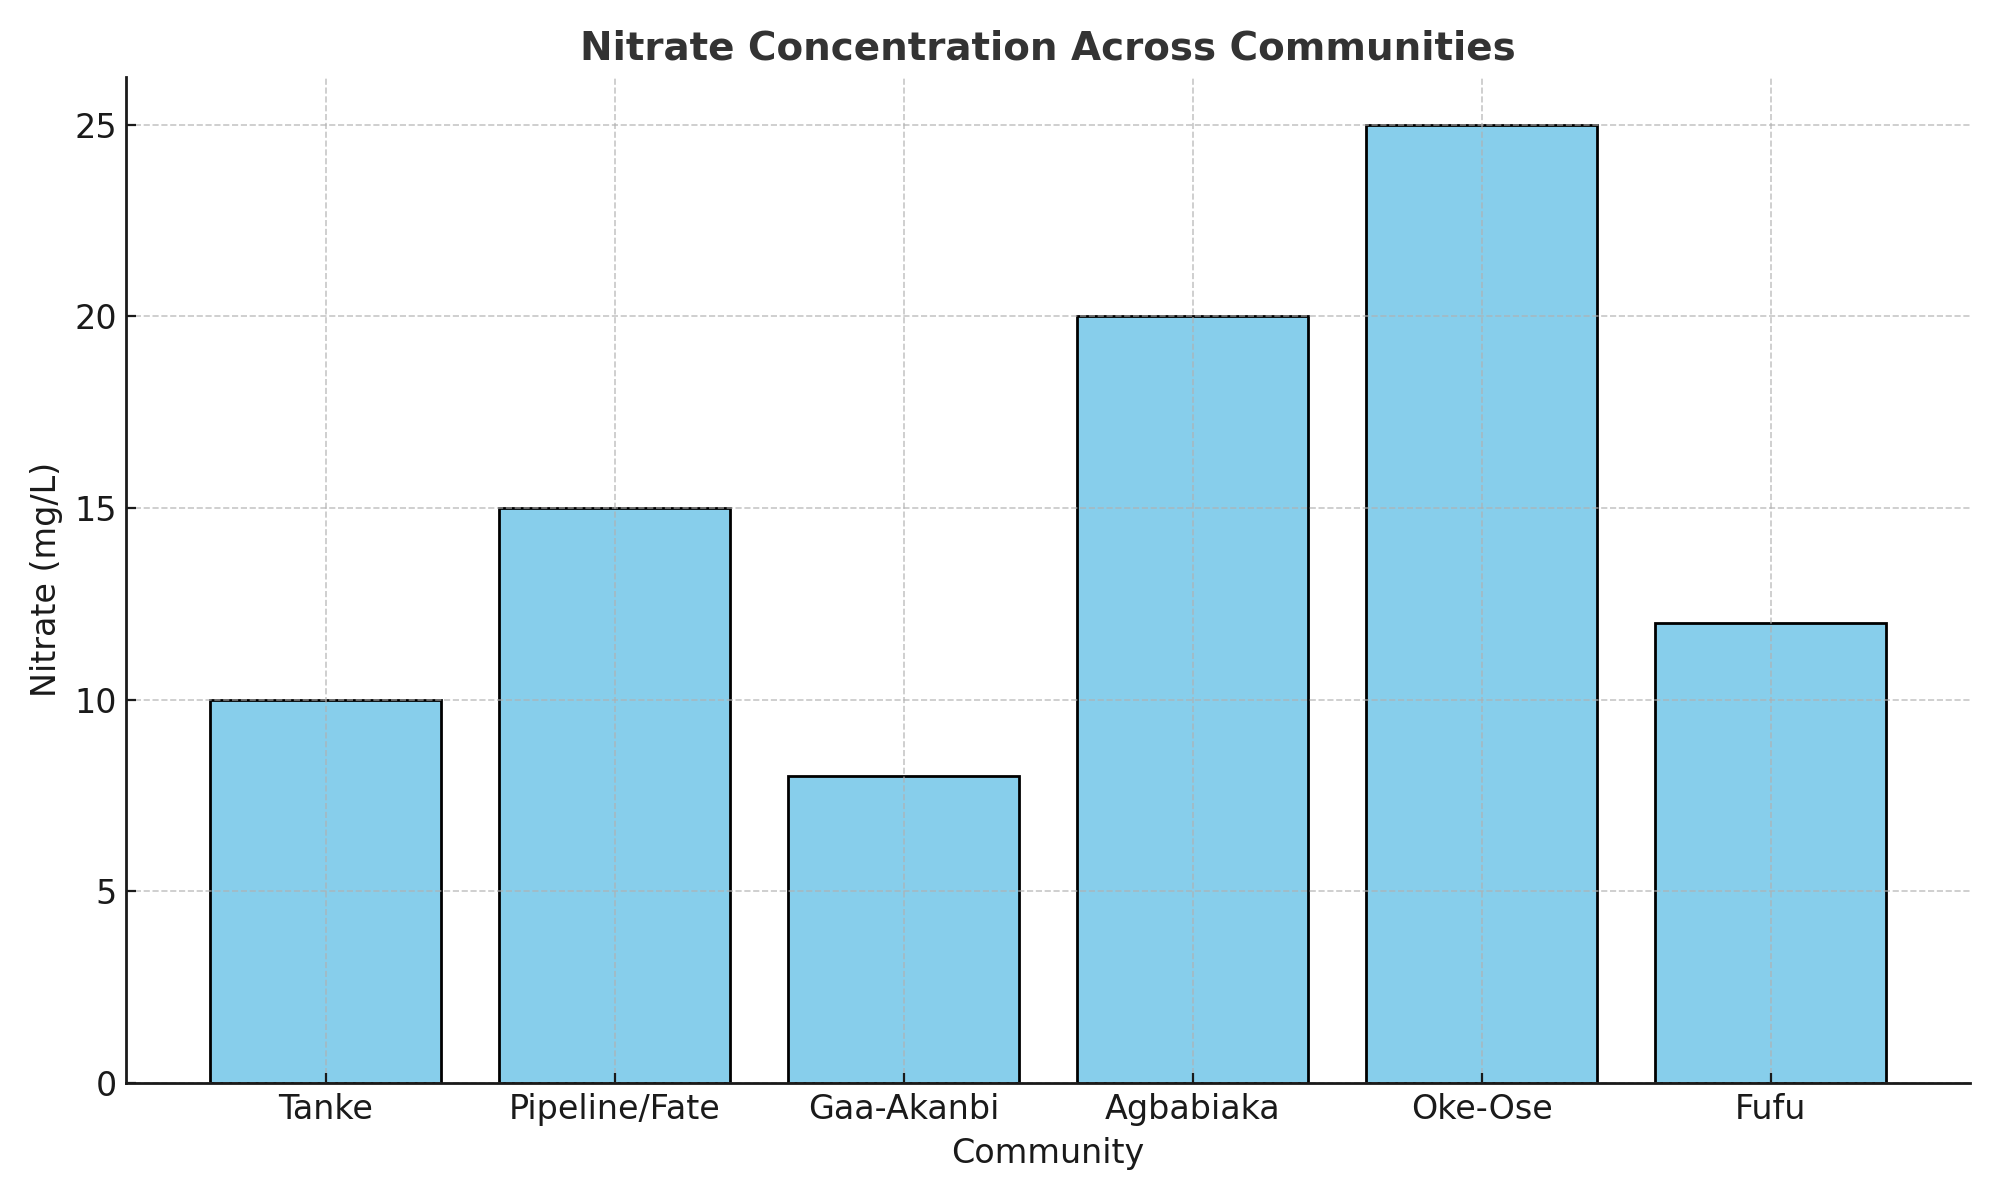 Nitrate Concentration Across Communities
25
20
15
10
5
0
Nitrate (mg/L)
Tanke Pipeline/Fate Gaa-Akanbi Agbabiaka Oke-Ose Fufu
Community